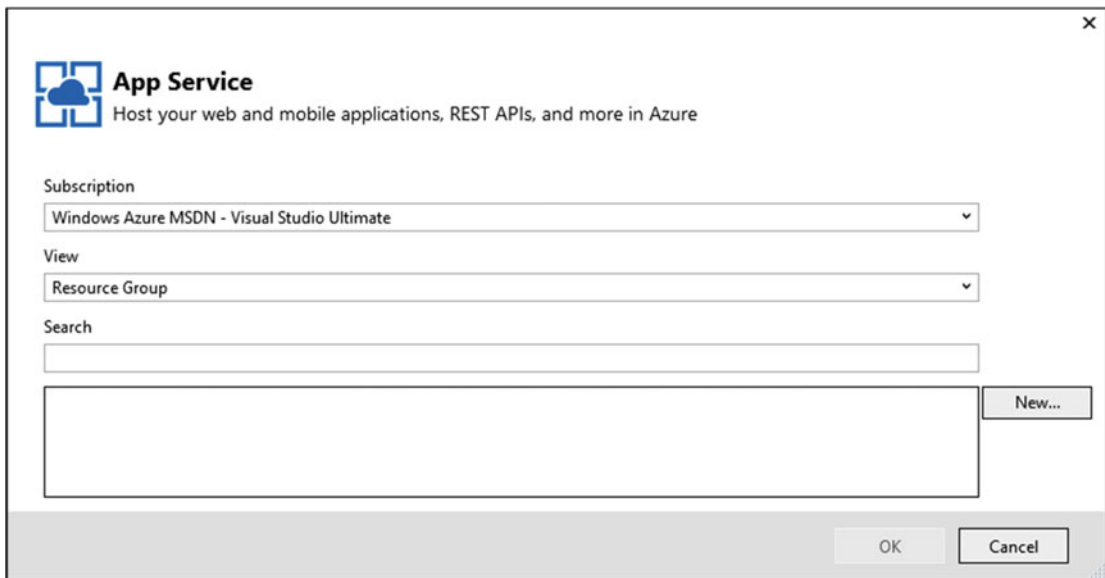 App Service
Host your web and mobile applications, REST APIs, and more in Azure
Subscription
Windows Azure MSDN - Visual Studio Ultimate
View
Resource Group
Search
New...
OK
Cancel